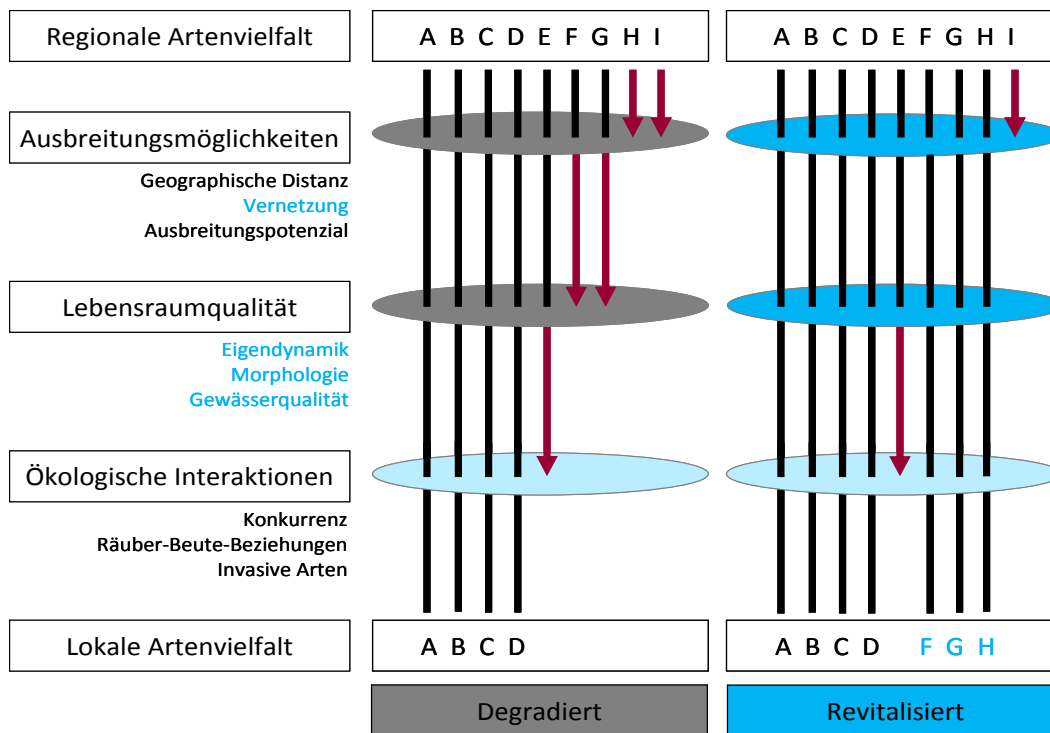 Regionale Artenvielfalt
A B C D E F G H I
A B C D E F G H I
Ausbreitungsmöglichkeiten
Geographische Distanz
Vernetzung
Ausbreitungspotenzial
Lebensraumqualität
Eigendynamik
Morphologie
Gewässerqualität
Ökologische Interaktionen
Konkurrenz
Räuber-Beute-Beziehungen
Invasive Arten
Lokale Artenvielfalt
A B C D
A B C D F G H
Degradiert
Revitalisiert